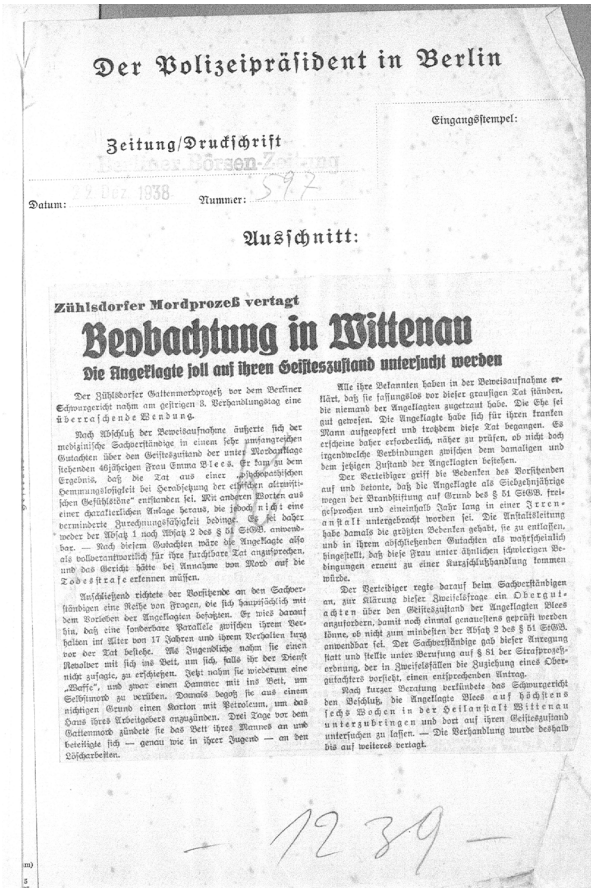 Der Polizeipräsident in Berlin
Eingangsstempel:
Zeitung/Druckschrift
Berliner Börsen-Zeitung
Datum: 22. Dez. 1938 Nummer: 597
Ausschnitt:
Zühlsdorfer Mordprozeß vertagt
Beobachtung in Wittenau
Die Angeklagte soll auf ihren Geisteszustand untersucht werden
Der Zühlsdorfer Gattenmordprozeß vor dem Berliner
Schwurgericht nahm am gestrigen 3. Verhandlungstag eine
überraschende Wendung.
Nach Abschluß der Beweisaufnahme äußerte sich der
medizinische Sachverständige in einem sehr umfangreichen
Gutachten über den Geisteszustand der unter Mordanklage
stehenden 46jährigen Frau Emma Blees. Er kam zu dem
Ergebnis, daß die Tat aus einer „psychopathischen
Hemmungslosigkeit bei Herabsetzung der ethischen altruisti-
schen Gefühlstöne“ entstanden sei. Mit anderen Worten aus
einer charakterlichen Anlage heraus, die jedoch nicht eine
verminderte Zurechnungsfähigkeit bedinge. Es sei daher
weder der Absatz 1 noch Absatz 2 des § 51 StGB. anwend-
bar. — Nach diesem Gutachten wäre die Angeklagte also
als vollverantwortlich für ihre furchtbare Tat anzusprechen,
und das Gericht hätte bei Annahme von Mord auf die
Todesstrafe erkennen müssen.
Anschließend richtete der Vorsitzende an den Sachver-
ständigen eine Reihe von Fragen, die sich hauptsächlich mit
dem Vorleben der Angeklagten befaßten. Er wies darauf
hin, daß eine sonderbare Parallele zwischen ihrem Ver-
halten im Alter von 17 Jahren und ihrem Verhalten kurz
vor der Tat bestehe. Als Jugendliche nahm sie einen
Revolver mit sich ins Bett, um sich, falls ihr der Dienst
nicht zusagte, zu erschießen. Jetzt nahm sie wiederum eine
„Waffe“, und zwar einen Hammer mit ins Bett, um
Selbstmord zu verüben. Damals begoß sie aus einem
nichtigen Grund einen Karton mit Petroleum, um das
Haus ihres Arbeitgebers anzuzünden. Drei Tage vor dem
Gattenmord zündete sie das Bett ihres Mannes an und
beteiligte sich — genau wie in ihrer Jugend — an den
Löscharbeiten.
Alle ihre Bekannten haben in der Beweisaufnahme er-
klärt, daß sie fassungslos vor dieser grausigen Tat ständen,
die niemand der Angeklagten zugetraut habe. Die Ehe sei
gut gewesen. Die Angeklagte habe sich für ihren kranken
Mann aufgeopfert und trotzdem diese Tat begangen. Es
erscheine daher erforderlich, näher zu prüfen, ob nicht doch
irgendwelche Verbindungen zwischen dem damaligen und
dem jetzigen Zustand der Angeklagten bestehen.
Der Verteidiger griff die Bedenken des Vorsitzenden
auf und betonte, daß die Angeklagte als Siebzehnjährige
wegen der Brandstiftung auf Grund des § 51 StGB. frei-
gesprochen und eineinhalb Jahr lang in einer Irren-
anstalt untergebracht worden sei. Die Anstaltsleitung
habe damals die größten Bedenken gehabt, sie zu entlassen,
und in ihrem abschließenden Gutachten als wahrscheinlich
hingestellt, daß diese Frau unter ähnlichen schwierigen Be-
dingungen erneut zu einer Kurzschlußhandlung kommen
würde.
Der Verteidiger regte darauf beim Sachverständigen
an, zur Klärung dieser Zweifelsfrage ein Obergut-
achten über den Geisteszustand der Angeklagten Blees
anzufordern, damit noch einmal genauestens geprüft werden
könne, ob nicht zum mindesten der Absatz 2 des § 51 StGB.
anwendbar sei. Der Sachverständige gab dieser Anregung
statt und stellte unter Berufung auf § 81 der Strafprozeß-
ordnung, der in Zweifelsfällen die Zuziehung eines Ober-
gutachters vorsieht, einen entsprechenden Antrag.
Nach kurzer Beratung verkündete das Schwurgericht
den Beschluß, die Angeklagte Blees auf höchstens
sechs Wochen in der Heilanstalt Wittenau
unterzubringen und dort auf ihren Geisteszustand
untersuchen zu lassen. — Die Verhandlung wurde deshalb
bis auf weiteres vertagt.
- 1239 -